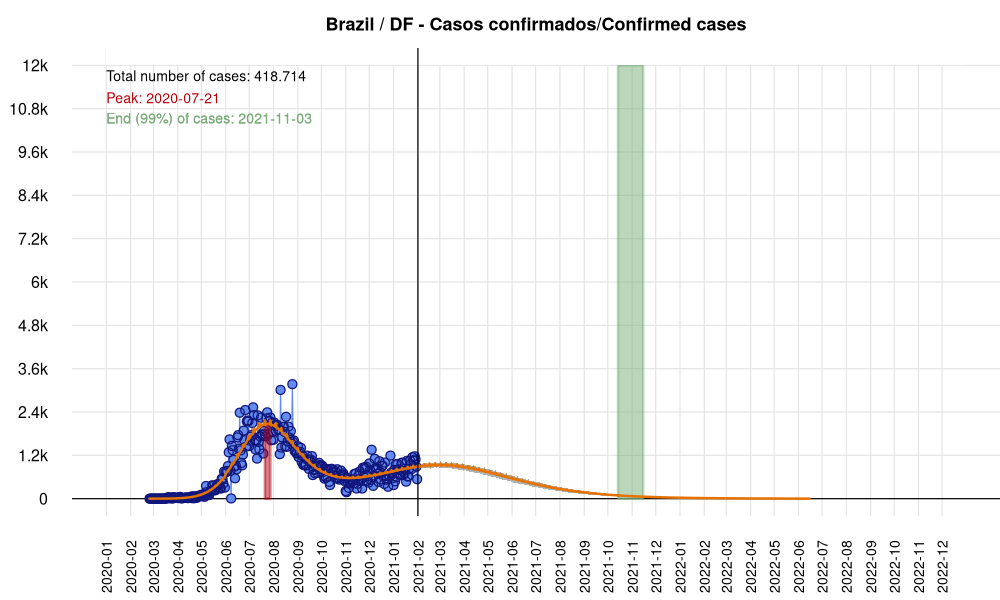 Brazil / DF - Casos confirmados/Confirmed cases
Total number of cases: 418.714
Peak: 2020-07-21
End (99%) of cases: 2021-11-03
12k
10.8k
9.6k
8.4k
7.2k
6k
4.8k
3.6k
2.4k
1.2k
0
2020-01
2020-02
2020-03
2020-04
2020-05
2020-06
2020-07
2020-08
2020-09
2020-10
2020-11
2020-12
2021-01
2021-02
2021-03
2021-04
2021-05
2021-06
2021-07
2021-08
2021-09
2021-10
2021-11
2021-12
2022-01
2022-02
2022-03
2022-04
2022-05
2022-06
2022-07
2022-08
2022-09
2022-10
2022-11
2022-12